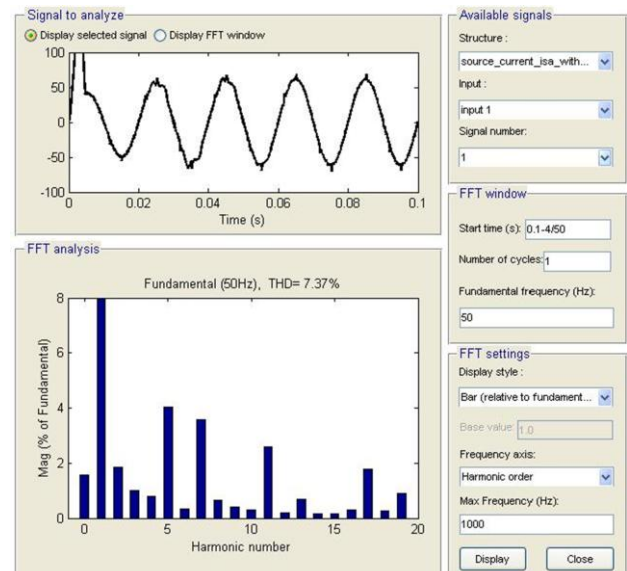 Signal to analyze
Display selected signal Display FFT window
100
50
0
-50
-100
0 0.02 0.04 0.06 0.08 0.1
Time (s)
FFT analysis
Fundamental (50Hz), THD= 7.37%
Mag (% of Fundamental)
8
6
4
2
0
0 5 10 15 20
Harmonic number
Available signals
Structure :
source_current_isa_with...
Input :
input 1
Signal number:
1
FFT window
Start time (s): 0.1-4/50
Number of cycles: 1
Fundamental frequency (Hz):
50
FFT settings
Display style :
Bar (relative to fundament...
Base value: 1.0
Frequency axis:
Harmonic order
Max Frequency (Hz):
1000
Display Close